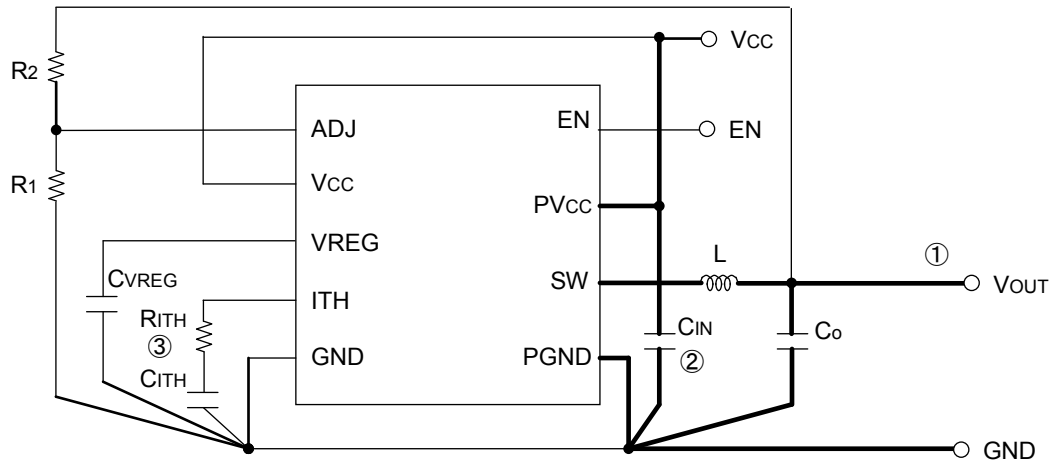 VCC
R2
ADJ
EN
EN
R1
VCC
PVCC
VREG
L
①
CVREG
SW
VOUT
RITH
ITH
CIN
CO
③
GND
PGND
②
CITH
GND